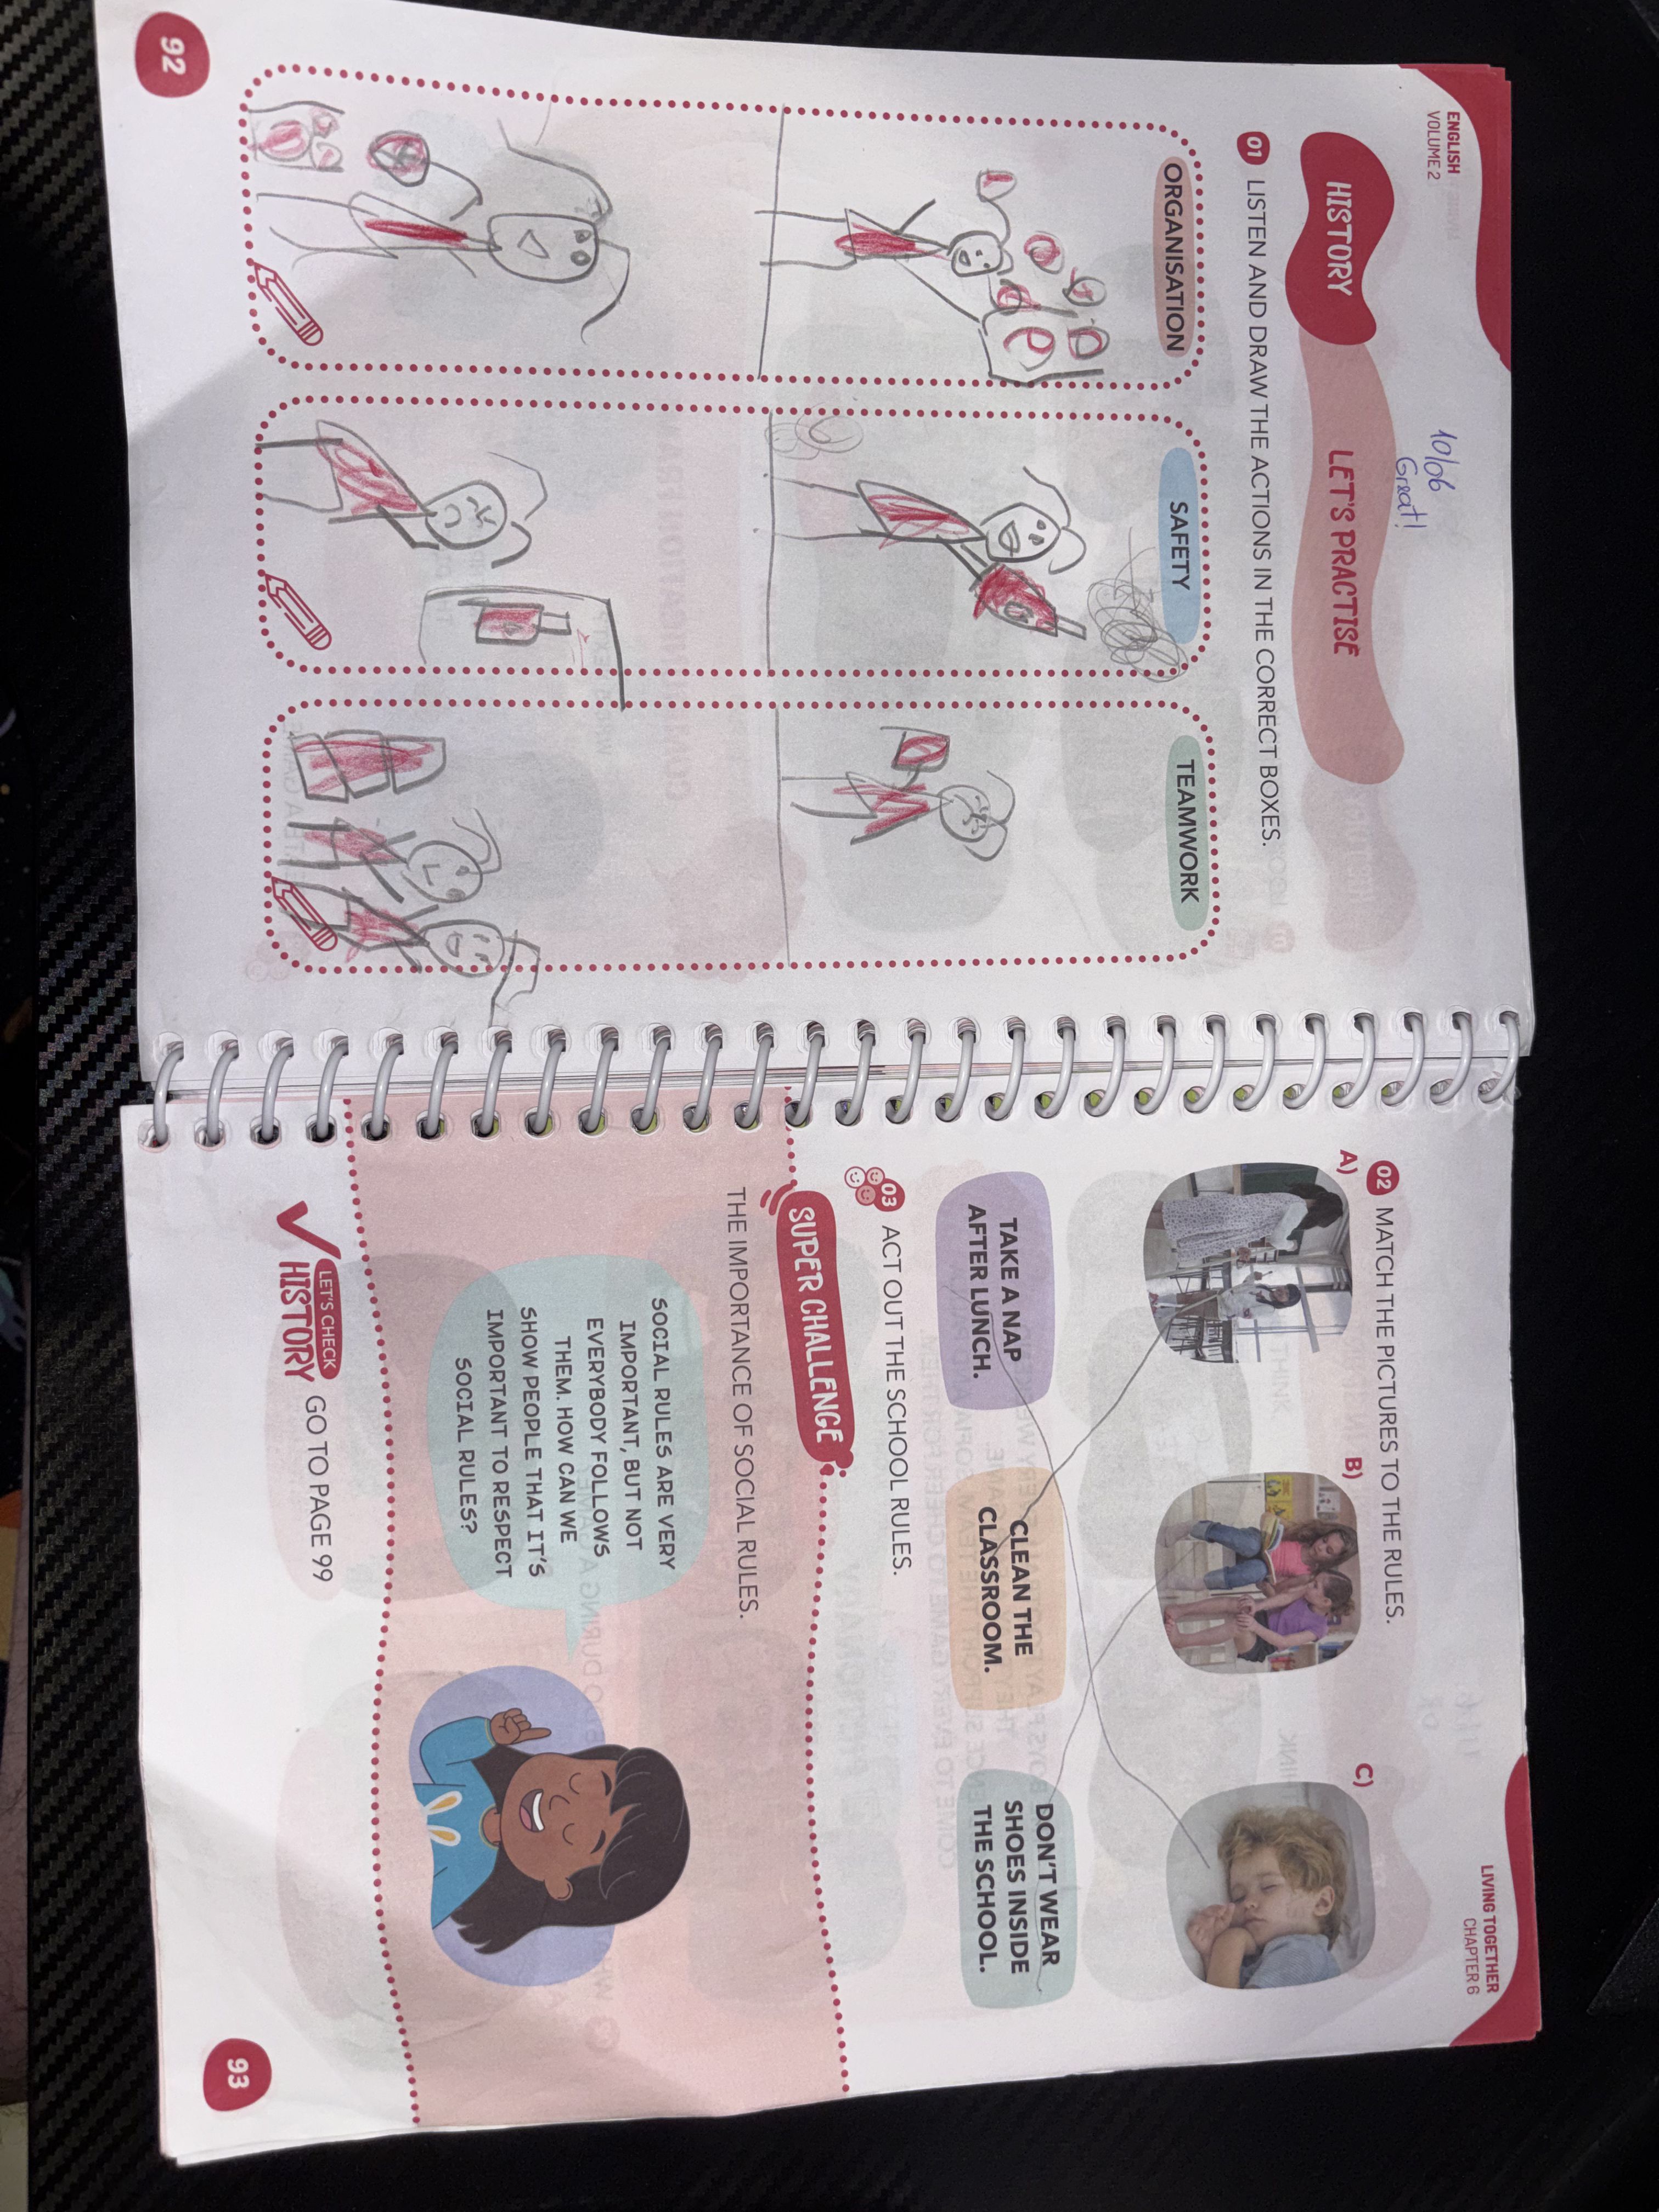 ENGLISH
VOLUME 2
HISTORY
LET'S PRACTISE
10/06
Great!
01 LISTEN AND DRAW THE ACTIONS IN THE CORRECT BOXES.
ORGANISATION
SAFETY
TEAMWORK
92
LIVING TOGETHER
CHAPTER 6
02 MATCH THE PICTURES TO THE RULES.
A)
B)
C)
TAKE A NAP
AFTER LUNCH.
CLEAN THE
CLASSROOM.
DON'T WEAR
SHOES INSIDE
THE SCHOOL.
03 ACT OUT THE SCHOOL RULES.
SUPER CHALLENGE
THE IMPORTANCE OF SOCIAL RULES.
SOCIAL RULES ARE VERY
IMPORTANT, BUT NOT
EVERYBODY FOLLOWS
THEM. HOW CAN WE
SHOW PEOPLE THAT IT'S
IMPORTANT TO RESPECT
SOCIAL RULES?
LET'S CHECK
HISTORY
GO TO PAGE 99
93